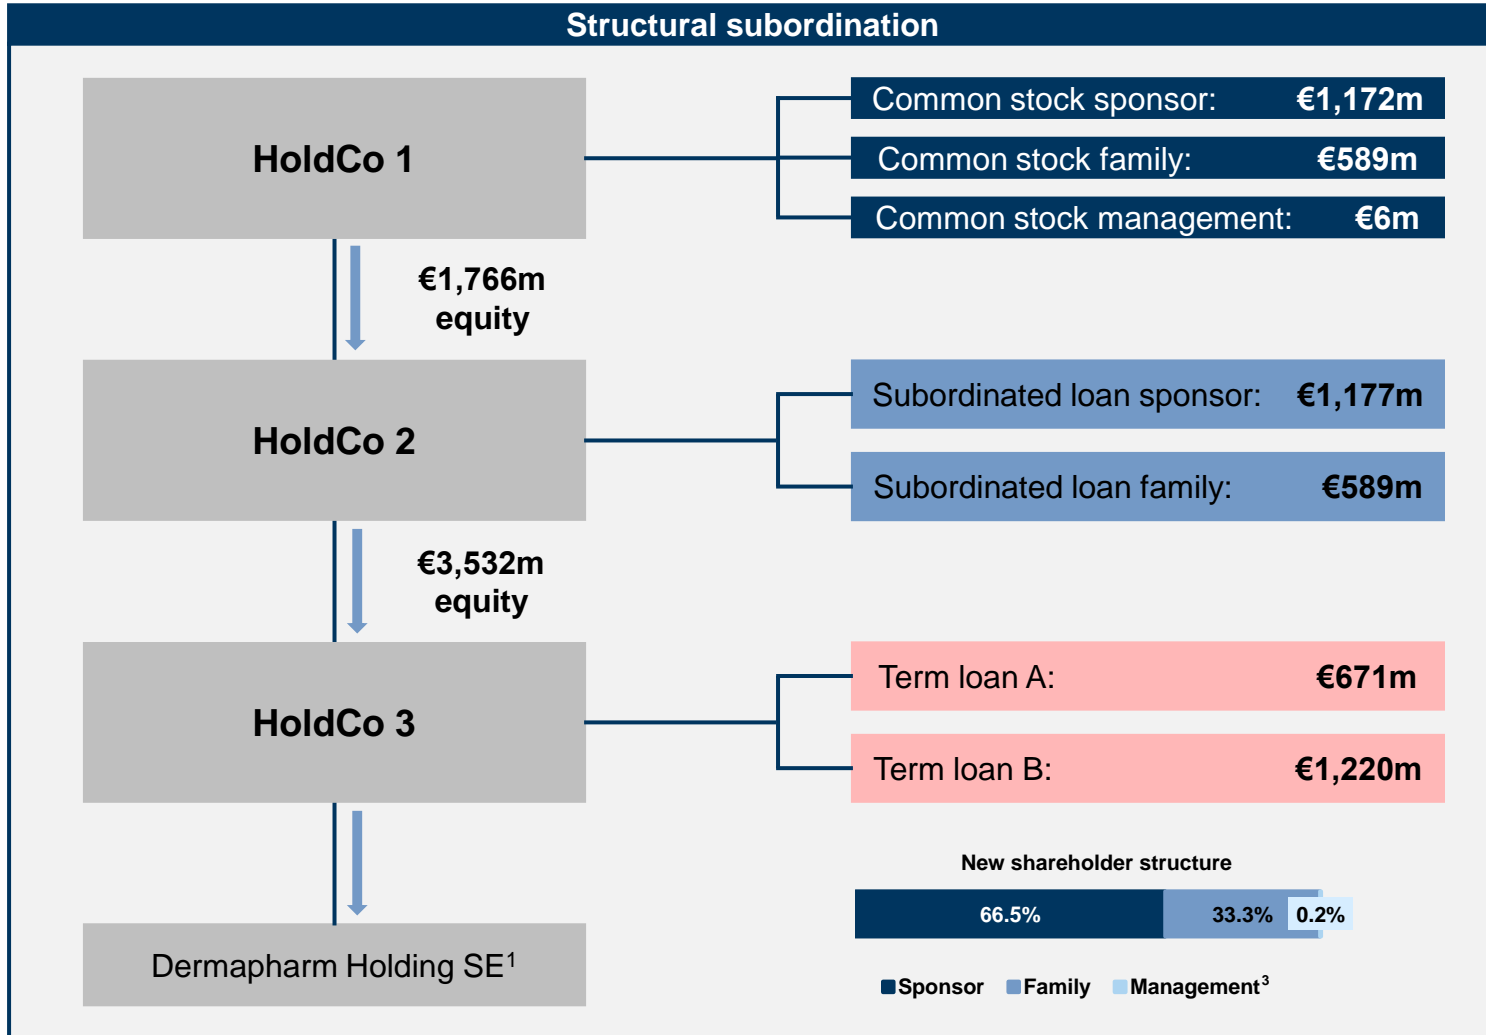 Structural subordination
HoldCo 1
Common stock sponsor: €1,172m
Common stock family: €589m
Common stock management: €6m
€1,766m
equity
HoldCo 2
Subordinated loan sponsor: €1,177m
Subordinated loan family: €589m
€3,532m
equity
HoldCo 3
Term loan A: €671m
Term loan B: €1,220m
New shareholder structure
66.5% 33.3% 0.2%
Sponsor Family Management³
Dermapharm Holding SE¹